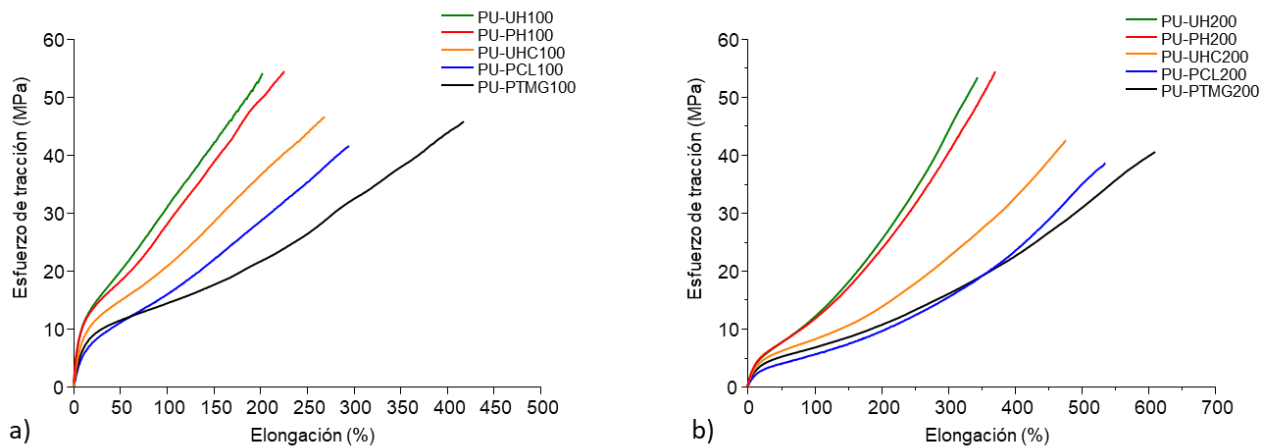 PU-UH100
PU-PH100
PU-UHC100
PU-PCL100
PU-PTMG100
Esfuerzo de tracción (MPa)
60
50
40
30
20
10
0
0 50 100 150 200 250 300 350 400 450 500
Elongación (%)
a)
PU-UH200
PU-PH200
PU-UHC200
PU-PCL200
PU-PTMG200
Esfuerzo de tracción (MPa)
60
50
40
30
20
10
0
0 100 200 300 400 500 600 700
Elongación (%)
b)